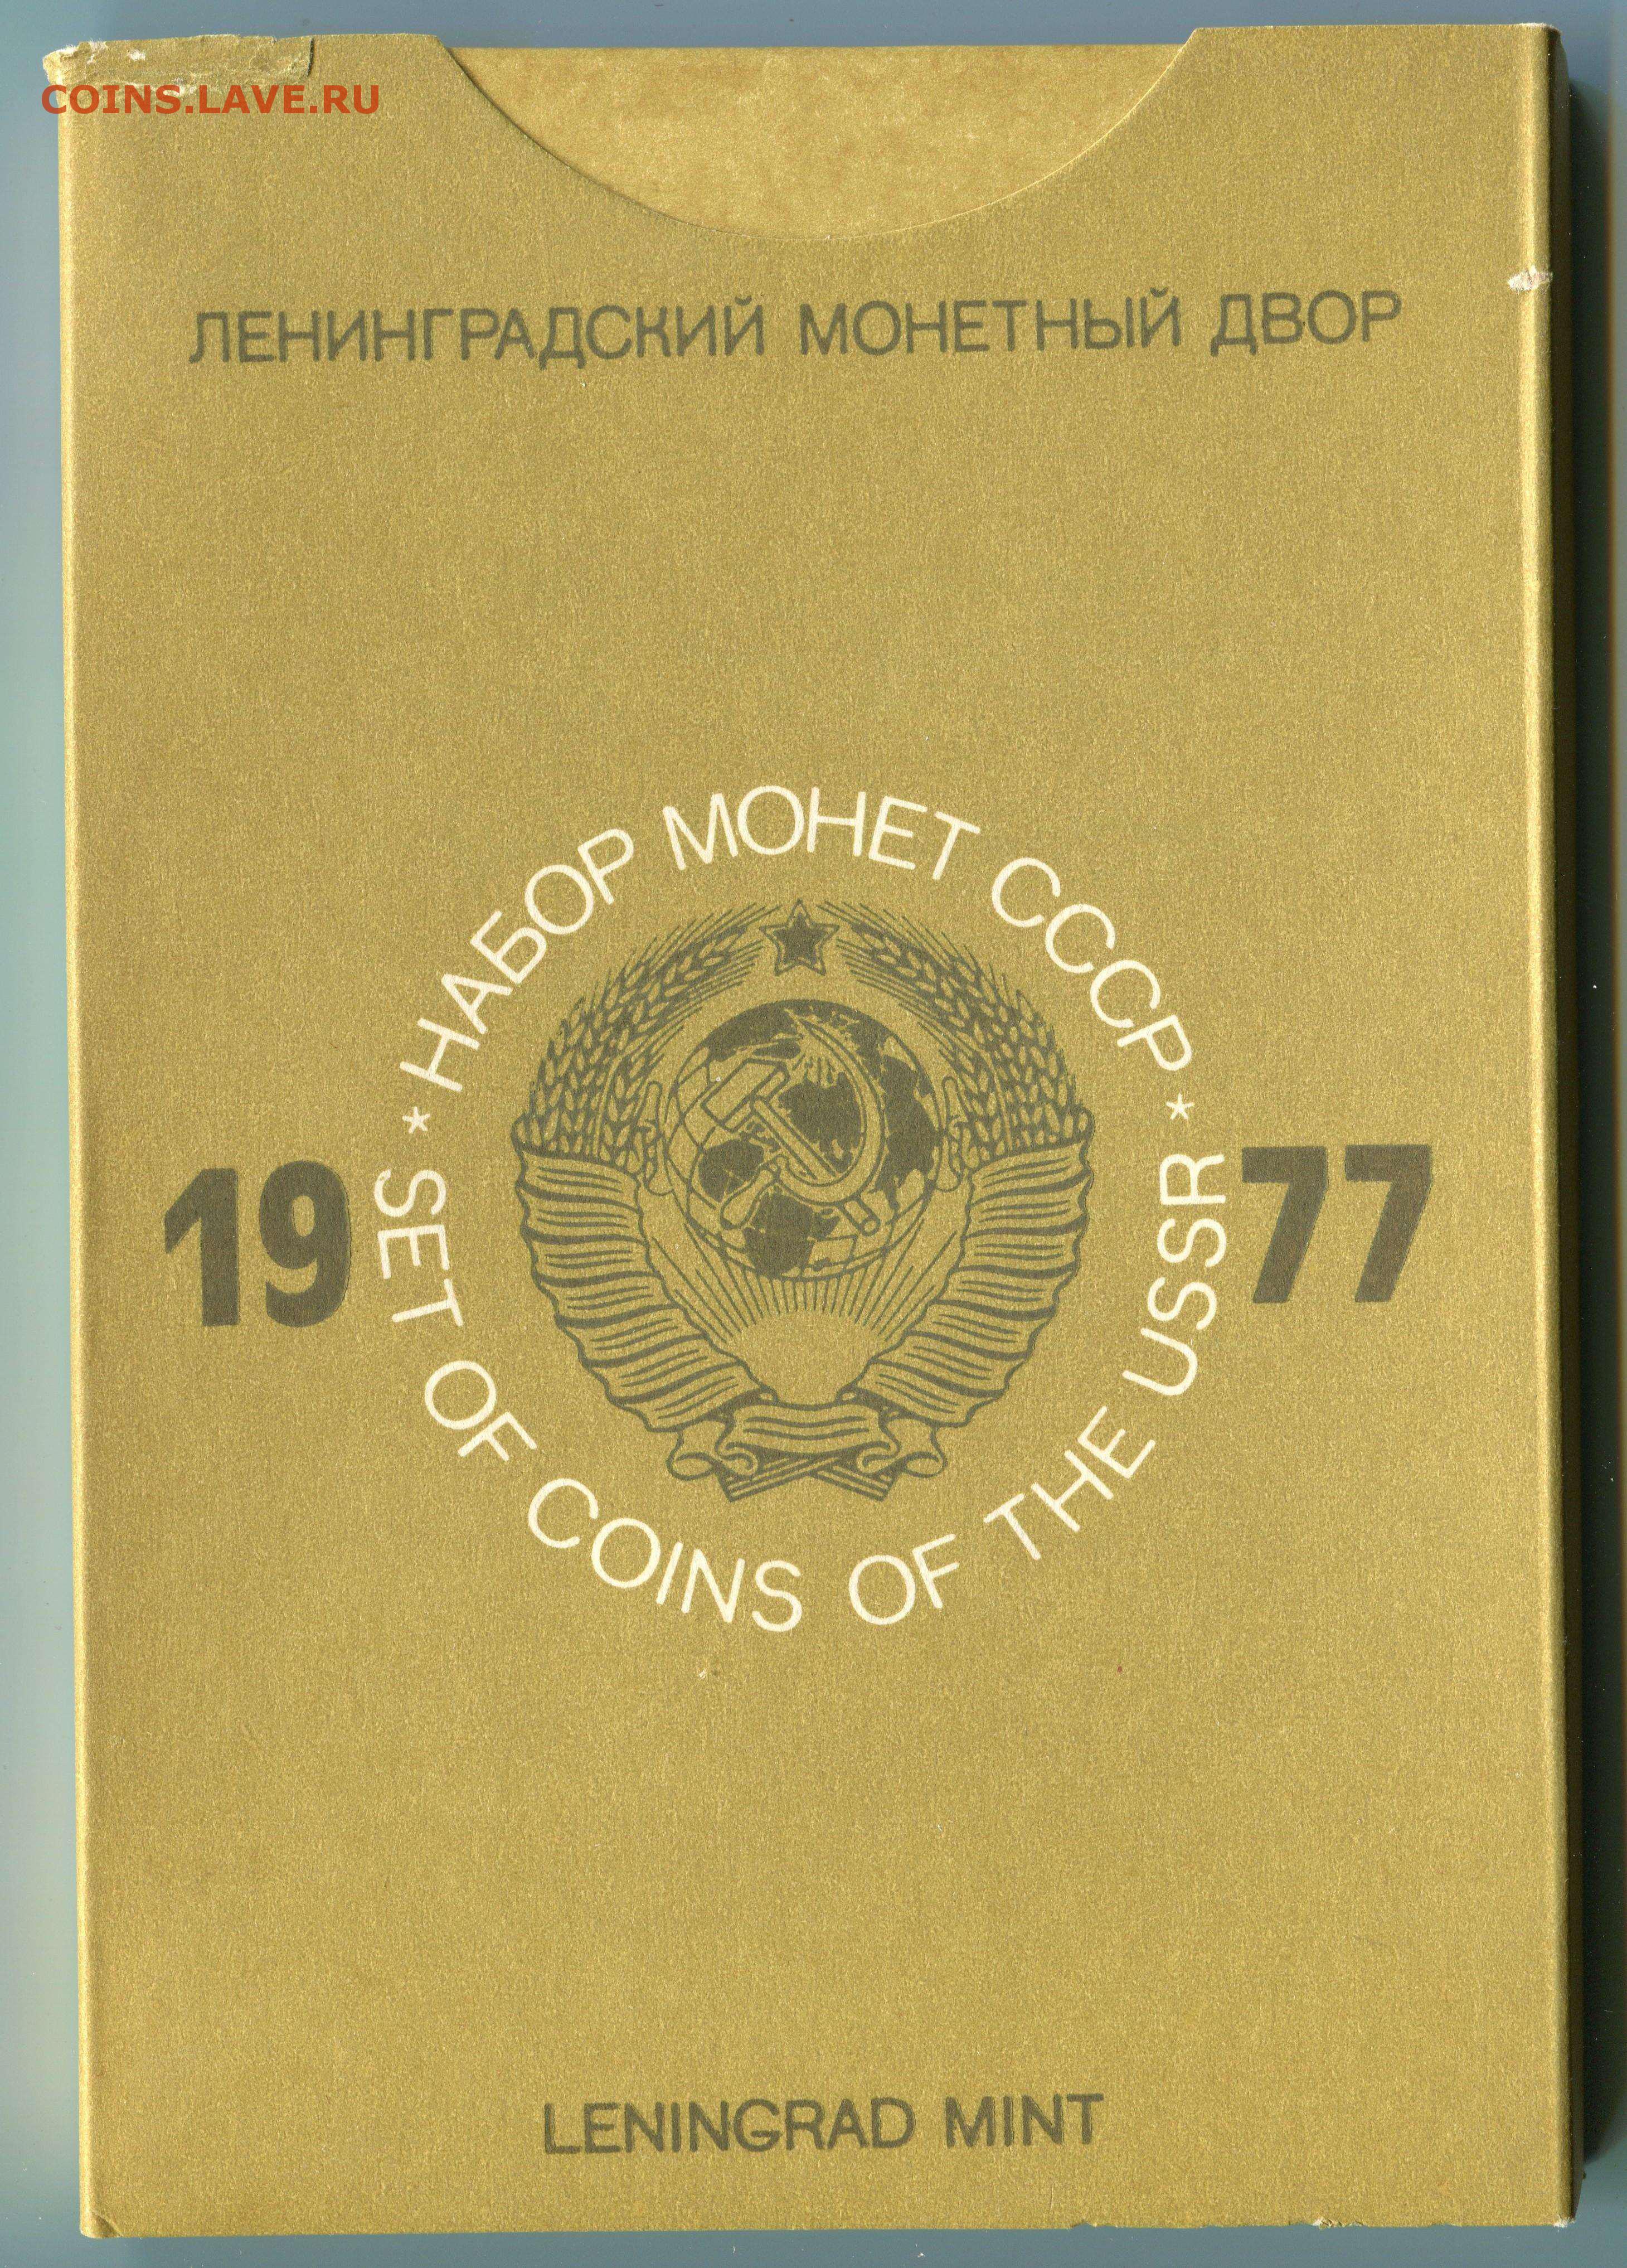 COINS.LAVE.RU
ЛЕНИНГРАДСКИЙ МОНЕТНЫЙ ДВОР
* НАБОР МОНЕТ СССР *
19 77
SET OF COINS OF THE USSR
LENINGRAD MINT